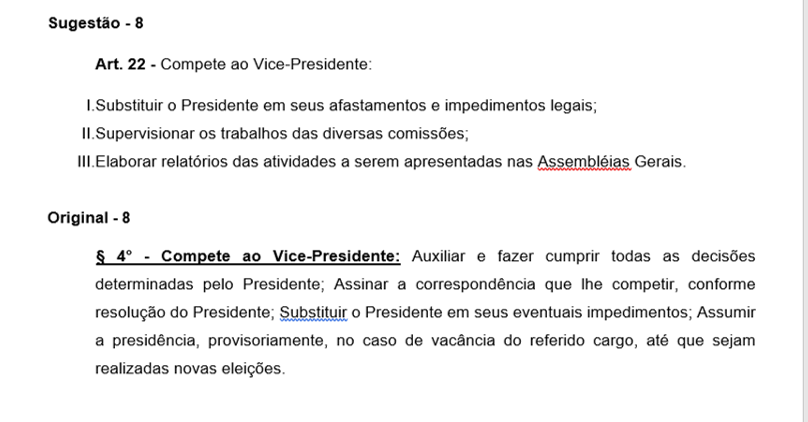 Sugestão - 8
Art. 22 - Compete ao Vice-Presidente:
I.Substituir o Presidente em seus afastamentos e impedimentos legais;
II.Supervisionar os trabalhos das diversas comissões;
III.Elaborar relatórios das atividades a serem apresentadas nas Assembléias Gerais.
Original - 8
§ 4° - Compete ao Vice-Presidente: Auxiliar e fazer cumprir todas as decisões
determinadas pelo Presidente; Assinar a correspondência que lhe competir, conforme
resolução do Presidente; Substituir o Presidente em seus eventuais impedimentos; Assumir
a presidência, provisoriamente, no caso de vacância do referido cargo, até que sejam
realizadas novas eleições.